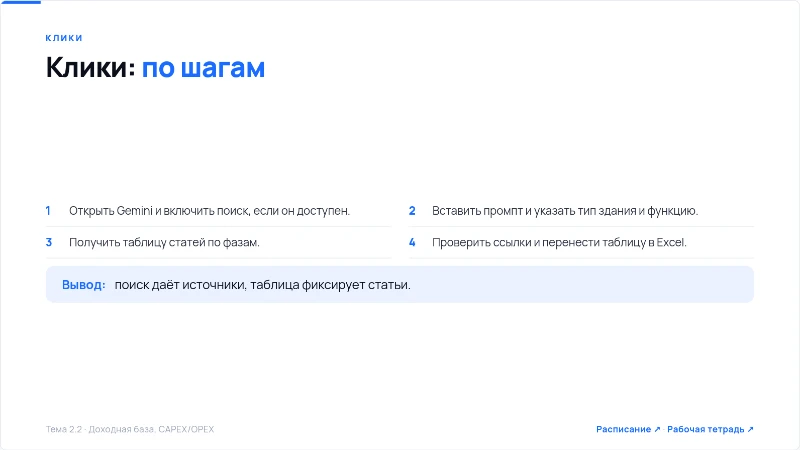 КЛИКИ
Клики: по шагам
1 Открыть Gemini и включить поиск, если он доступен.
2 Вставить промпт и указать тип здания и функцию.
3 Получить таблицу статей по фазам.
4 Проверить ссылки и перенести таблицу в Excel.
Вывод: поиск даёт источники, таблица фиксирует статьи.
Тема 2.2 · Доходная база, CAPEX/OPEX
Расписание ↗ Рабочая тетрадь ↗